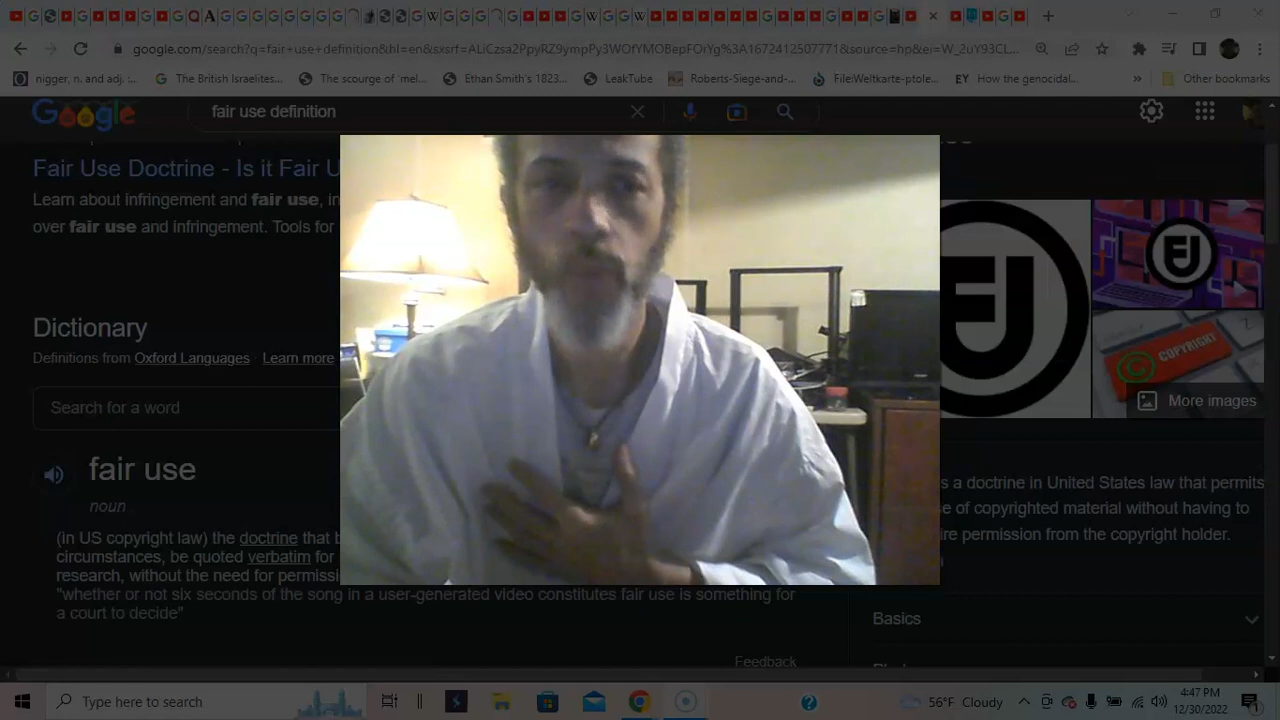 google.com/search?q=fair+use+definition&hl=en&sxsrf=ALiCzsa2PpyRZ9ympPy3WOfYMOBepFOrYg%3A1672412507771&source=hp&ei=W_2uY93CL...
nigger, n. and adj. :... The British Israelites... The scourge of 'mel... Ethan Smith's 1823... LeakTube Roberts-Siege-and-... File:Weltkarte-ptole... EY How the genocidal... » Other bookmarks
Google fair use definition
Fair Use Doctrine - Is it Fair U
Learn about infringement and fair use, in
over fair use and infringement. Tools for
Dictionary
Definitions from Oxford Languages Learn more
Search for a word
fair use
noun
(in US copyright law) the doctrine that b
circumstances, be quoted verbatim for
research, without the need for permissi
"whether or not six seconds of the song in a user-generated video constitutes fair use is something for
a court to decide"
Feedback
COPYRIGHT
More images
s a doctrine in United States law that permits
e of copyrighted material without having to
ire permission from the copyright holder.
Basics
Type here to search
56°F Cloudy
4:47 PM
12/30/2022